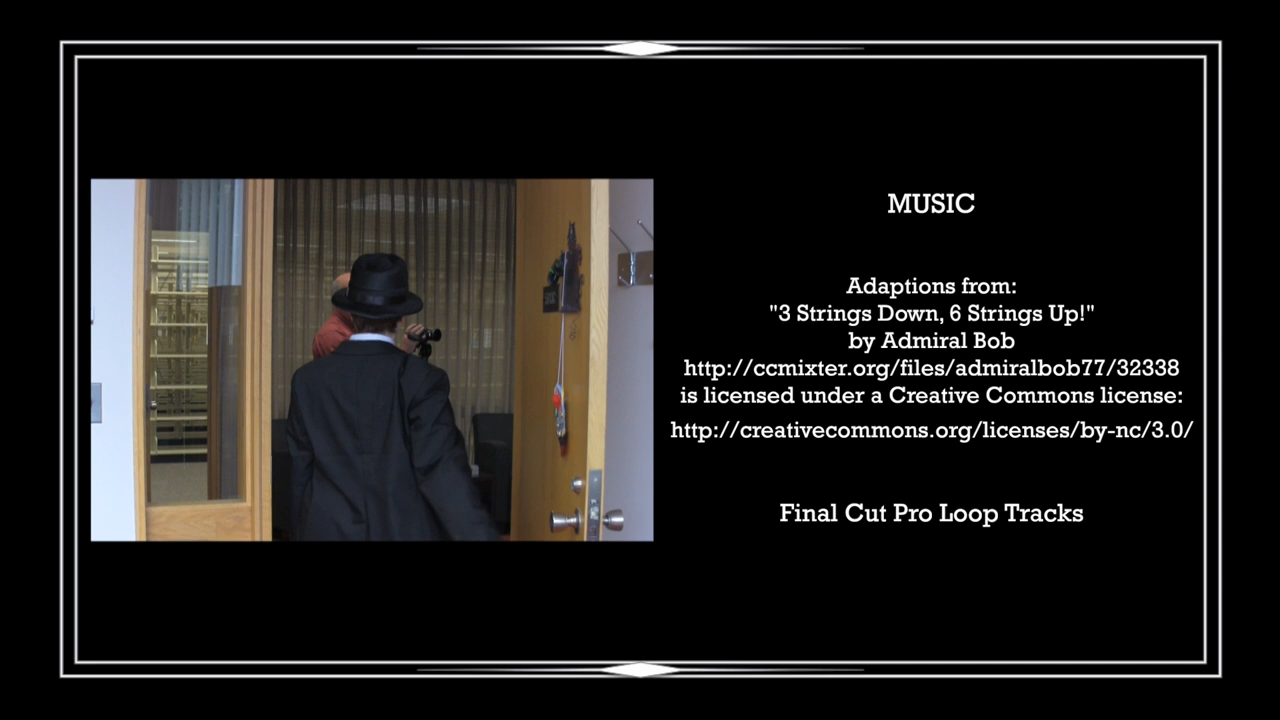 MUSIC
Adaptions from:
"3 Strings Down, 6 Strings Up!"
by Admiral Bob
http://ccmixter.org/files/admiralbob77/32338
is licensed under a Creative Commons license:
http://creativecommons.org/licenses/by-nc/3.0/
Final Cut Pro Loop Tracks